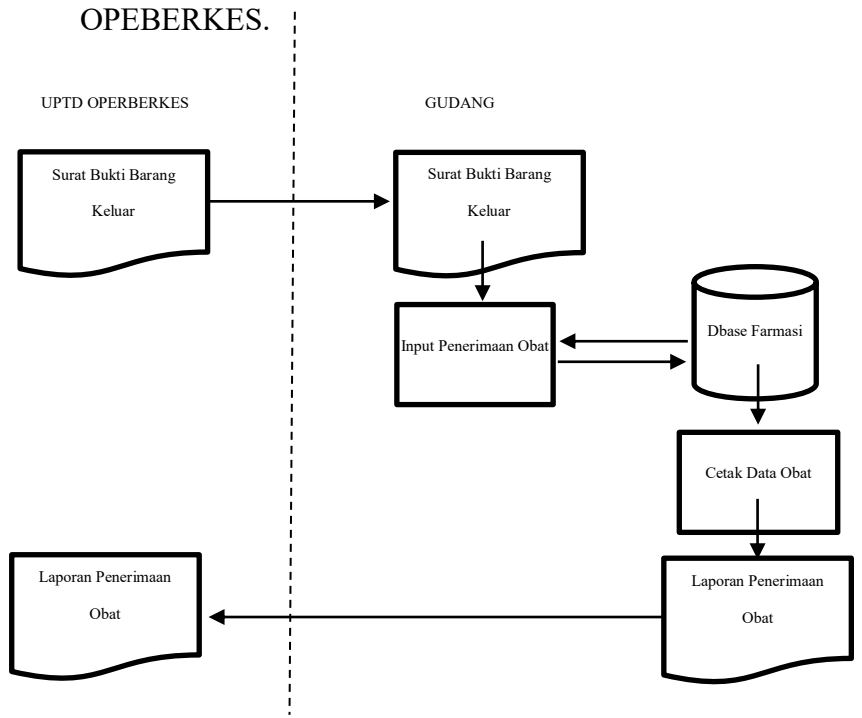 OPEBERKES.
UPTD OPERBERKES
GUDANG
Surat Bukti Barang
Keluar
Surat Bukti Barang
Keluar
Input Penerimaan Obat
Dbase Farmasi
Cetak Data Obat
Laporan Penerimaan
Obat
Laporan Penerimaan
Obat